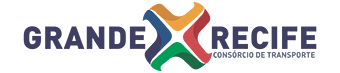 GRANDE RECIFE
CONSÓRCIO DE TRANSPORTE